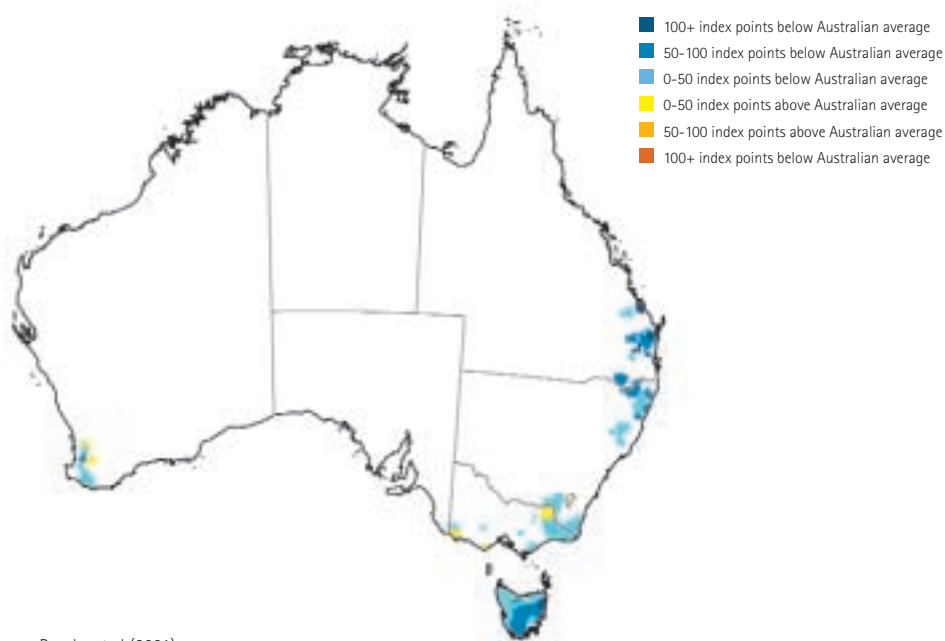 100+ index points below Australian average
50-100 index points below Australian average
0-50 index points below Australian average
0-50 index points above Australian average
50-100 index points above Australian average
100+ index points below Australian average